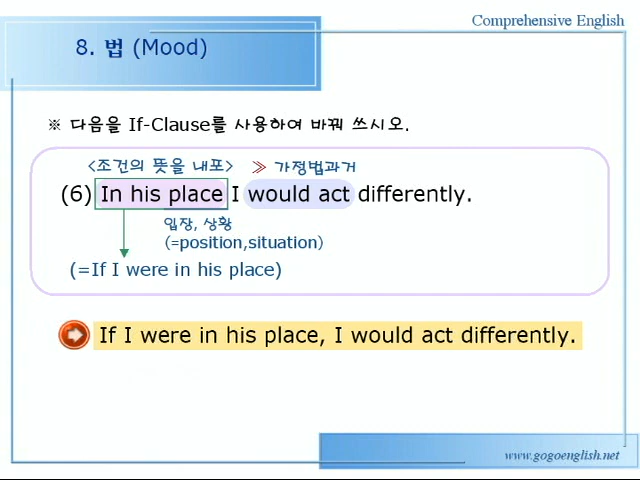 Comprehensive English
8. 법 (Mood)
※ 다음을 If-Clause를 사용하여 바꿔 쓰시오.
<조건의 뜻을 내포> ≫ 가정법과거
(6) In his place I would act differently.
입장, 상황
(=position,situation)
(=If I were in his place)
If I were in his place, I would act differently.
www.gogoenglish.net